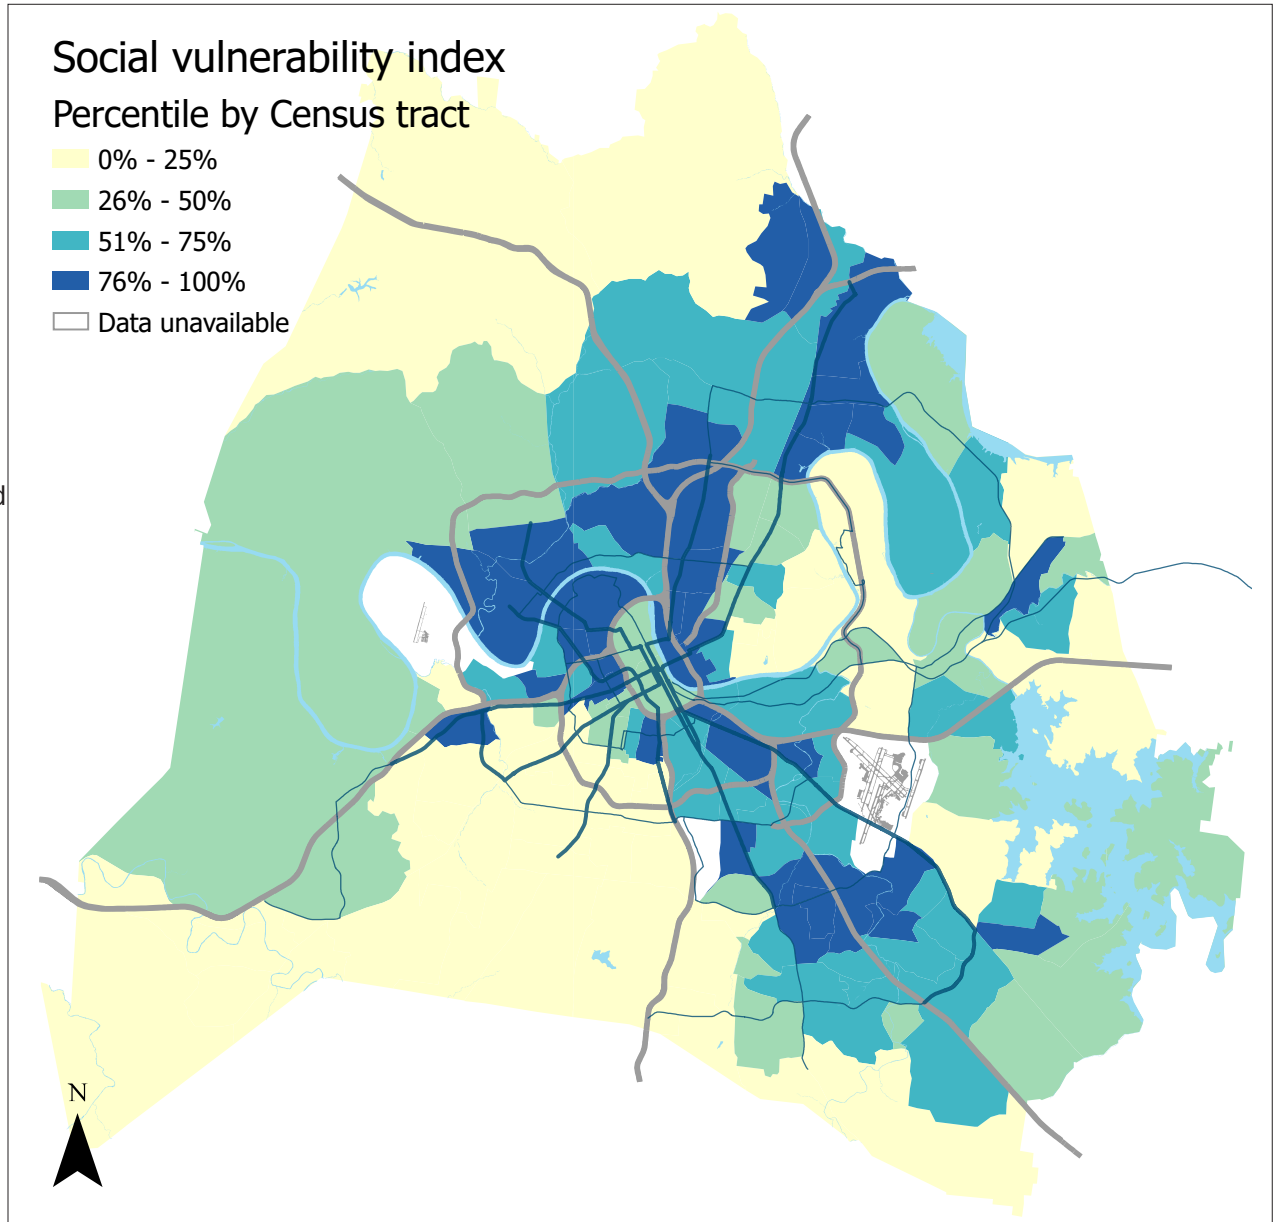 Social vulnerability index
Percentile by Census tract
0% - 25%
26% - 50%
51% - 75%
76% - 100%
Data unavailable
d
N